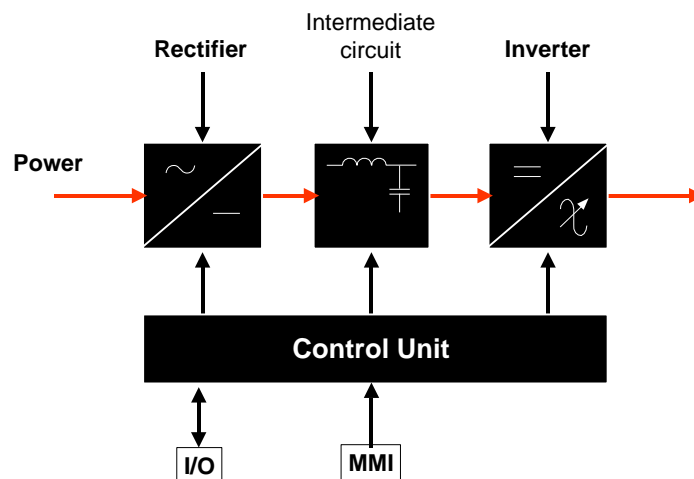 Intermediate
circuit
Rectifier
Inverter
Power
Control Unit
I/O
MMI